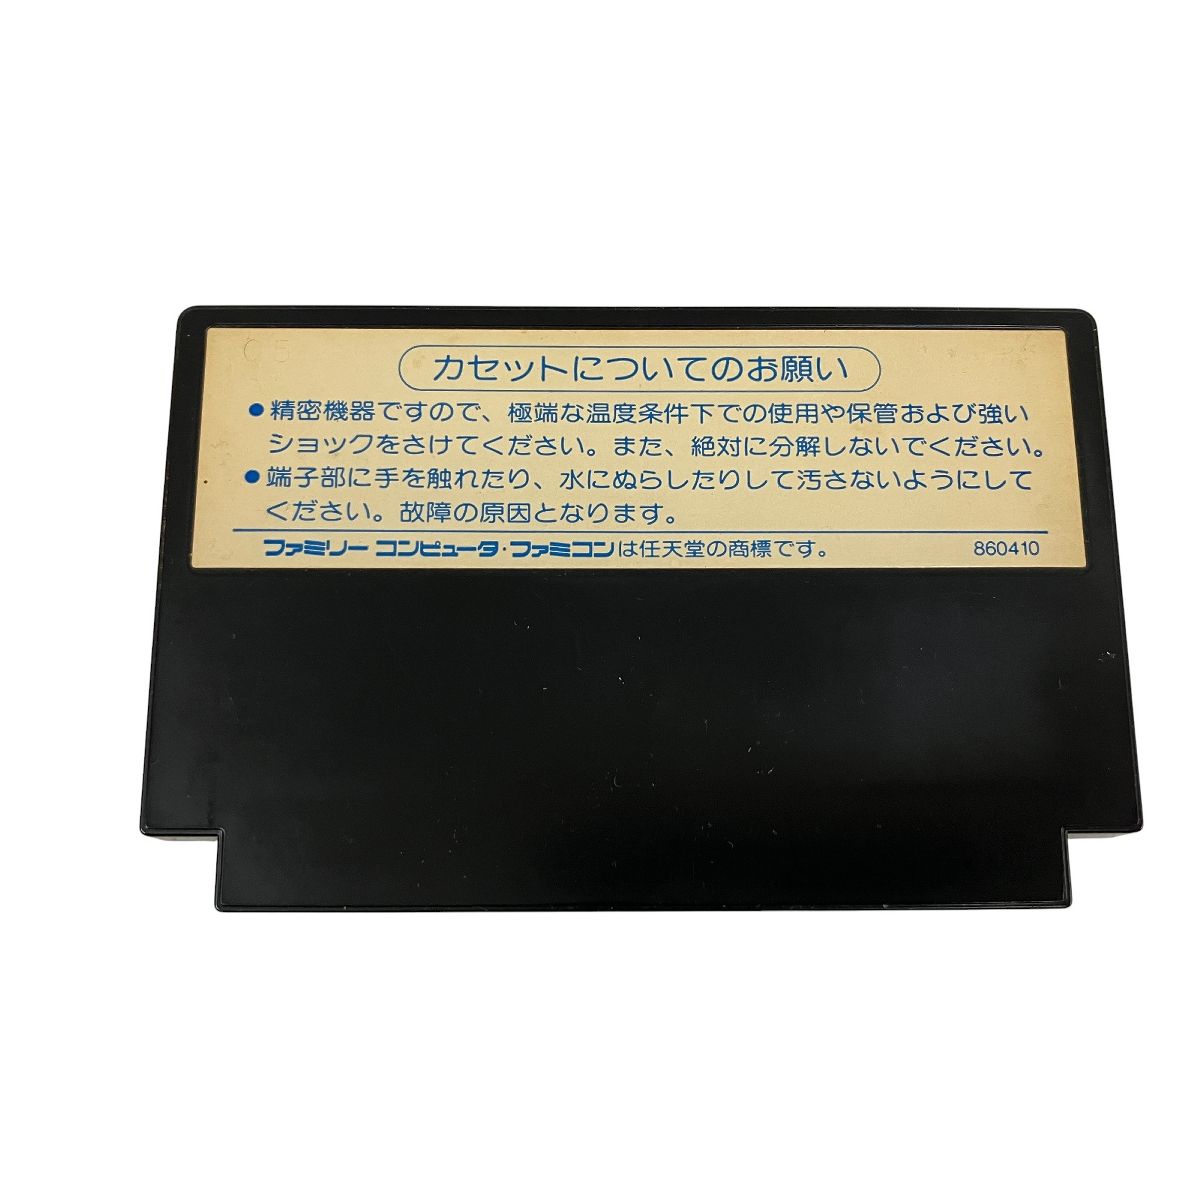 05
カセットについてのお願い
●精密機器ですので、極端な温度条件下での使用や保管および強い
ショックをさけてください。また、絶対に分解しないでください。
●端子部に手を触れたり、水にぬらしたりして汚さないようにして
ください。故障の原因となります。
ファミリーコンピュータ・ファミコンは任天堂の商標です。 860410